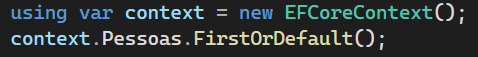 using var context = new EFCoreContext();
context.Pessoas.FirstOrDefault();